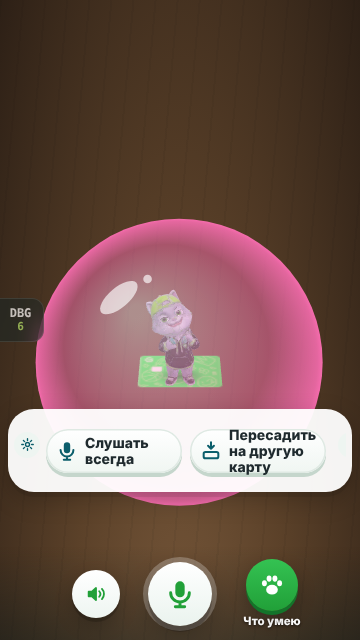 DBG
6
Слушать
всегда
Пересадить
на другую
карту
Что умею